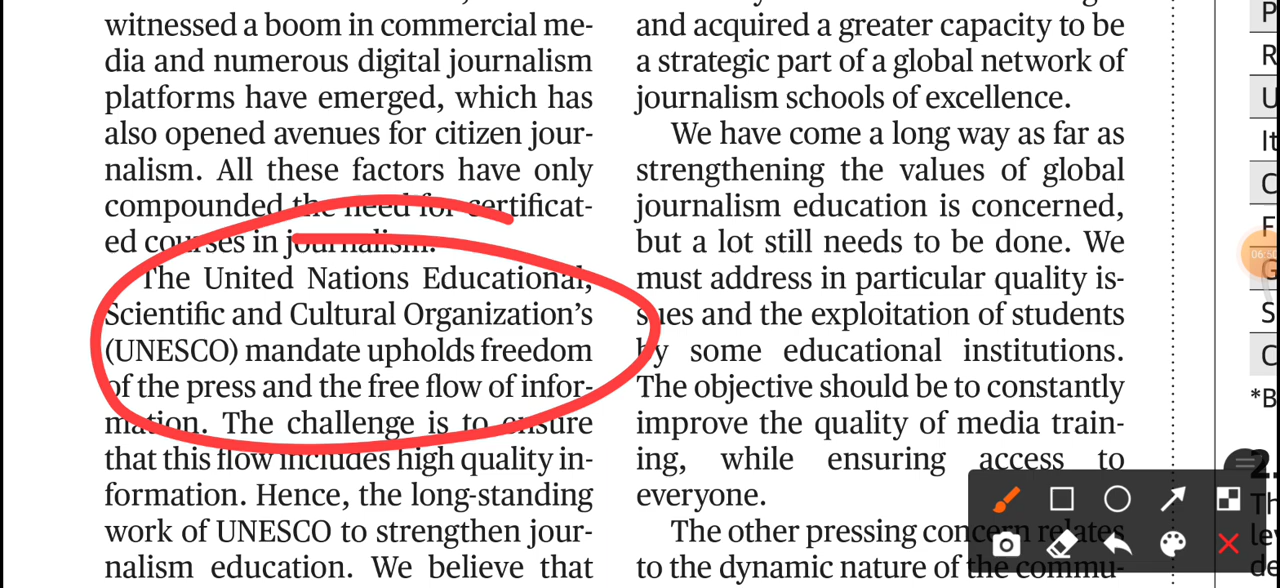 witnessed a boom in commercial me-
dia and numerous digital journalism
platforms have emerged, which has
also opened avenues for citizen jour-
nalism. All these factors have only
compounded the need for certificat-
ed courses in journalism.
The United Nations Educational,
Scientific and Cultural Organization's
(UNESCO) mandate upholds freedom
of the press and the free flow of infor-
mation. The challenge is to ensure
that this flow includes high quality in-
formation. Hence, the long-standing
work of UNESCO to strengthen jour-
nalism education. We believe that
and acquired a greater capacity to be
a strategic part of a global network of
journalism schools of excellence.
We have come a long way as far as
strengthening the values of global
journalism education is concerned,
but a lot still needs to be done. We
must address in particular quality is-
sues and the exploitation of students
by some educational institutions.
The objective should be to constantly
improve the quality of media train-
ing, while ensuring access to
everyone.
The other pressing concern relates
to the dynamic nature of the commu-
P
R
U
It
C
F
G
S
C
*B
2.
Th
le
de